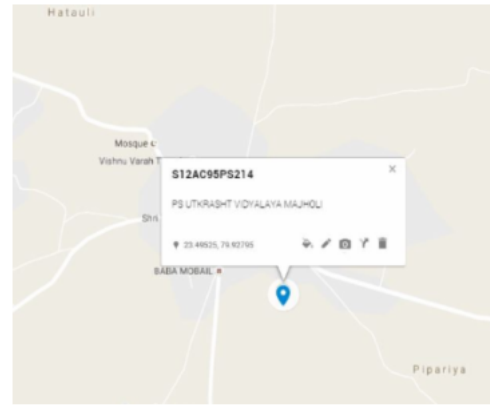 Hatauli
Mosque
Vishnu Varah T
S12AC95PS214
PS UTKRASHT VIDYALAYA MAJHOLI
Shri
23.49525, 79.92795
BABA MOBAIL
Pipariya